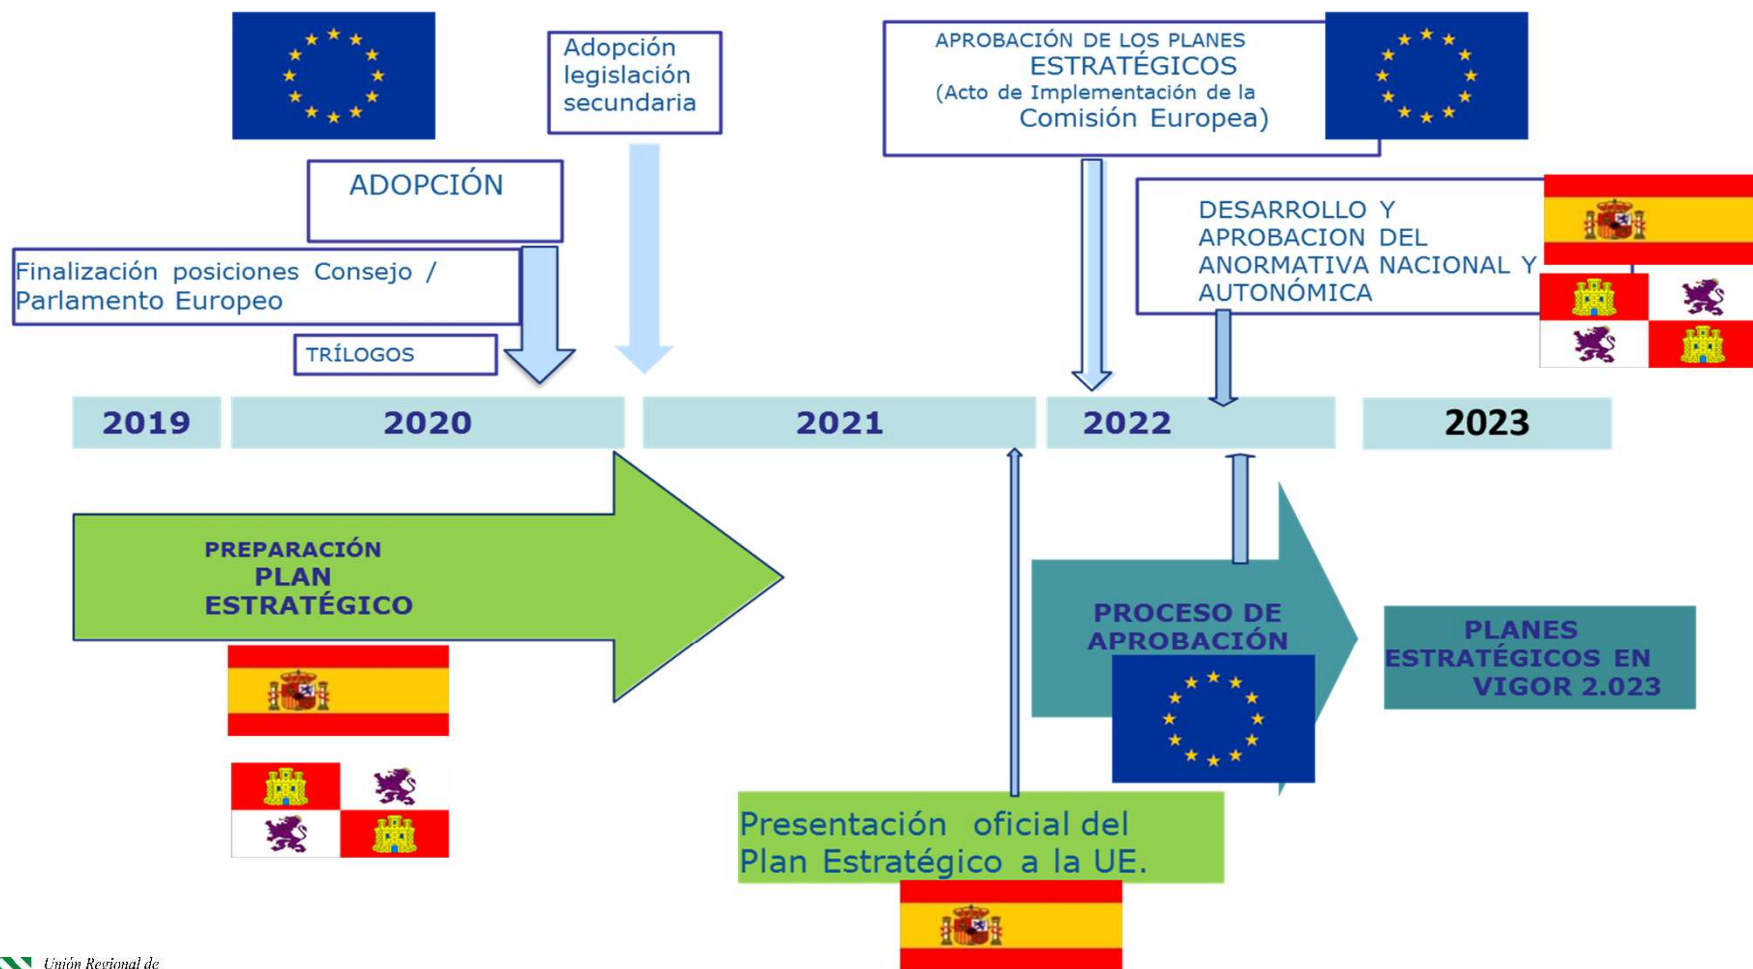 Adopción
legislación
secundaria
APROBACIÓN DE LOS PLANES
ESTRATÉGICOS
(Acto de Implementación de la
Comisión Europea)
ADOPCIÓN
DESARROLLO Y
APROBACION DEL
ANORMATIVA NACIONAL Y
AUTONÓMICA
Finalización posiciones Consejo /
Parlamento Europeo
TRÍLOGOS
2019
2020
2021
2022
2023
PREPARACIÓN
PLAN
ESTRATÉGICO
PROCESO DE
APROBACIÓN
PLANES
ESTRATÉGICOS EN
VIGOR 2.023
Presentación oficial del
Plan Estratégico a la UE.
Unión Regional de